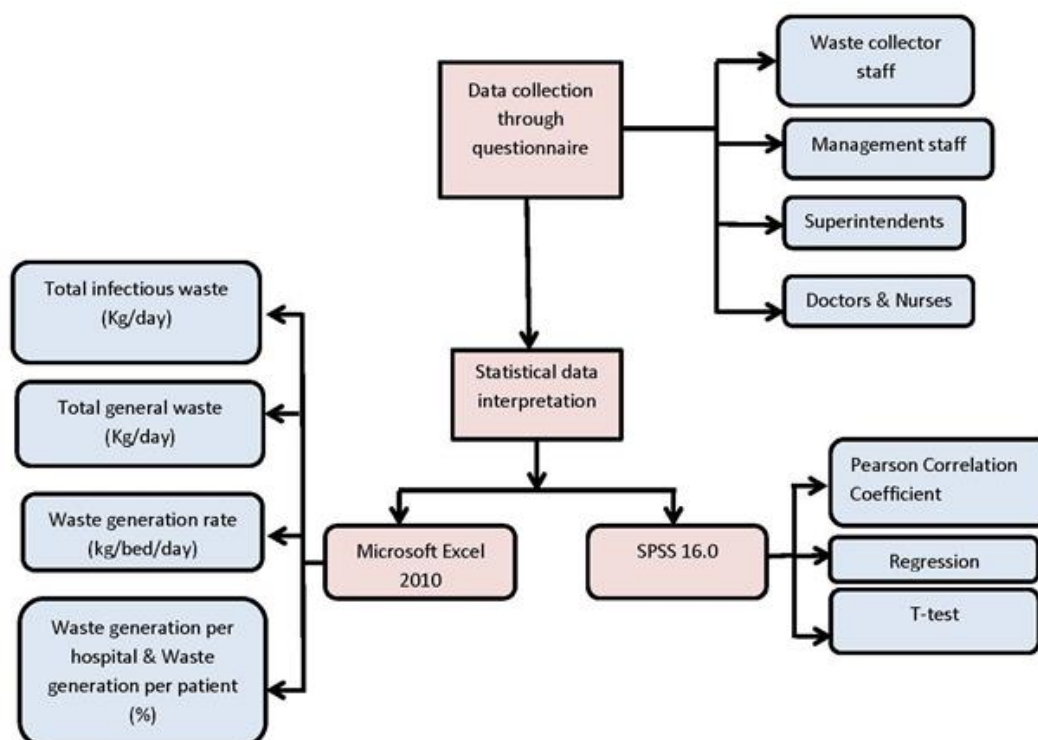 Waste collector
staff
Data collection
through
questionnaire
Management staff
Superintendents
Doctors & Nurses
Total infectious waste
(Kg/day)
Statistical data
interpretation
Total general waste
(Kg/day)
Pearson Correlation
Coefficient
Waste generation rate
(kg/bed/day)
Microsoft Excel
2010
SPSS 16.0
Regression
T-test
Waste generation per
hospital & Waste
generation per patient
(%)